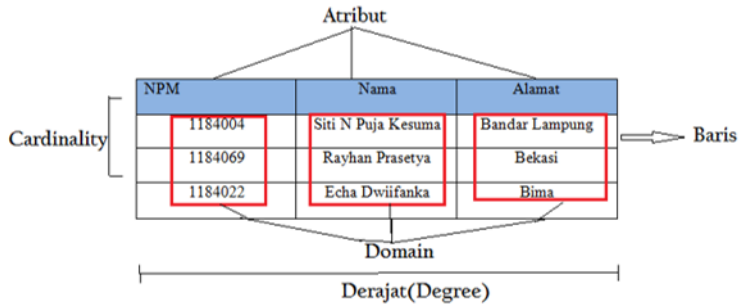 Atribut
NPM Nama Alamat
1184004 Siti N Puja Kesuma Bandar Lampung
Cardinality
Baris
1184069 Rayhan Prasetya Bekasi
1184022 Echa Dwiifanka Bima
Domain
Derajat(Degree)